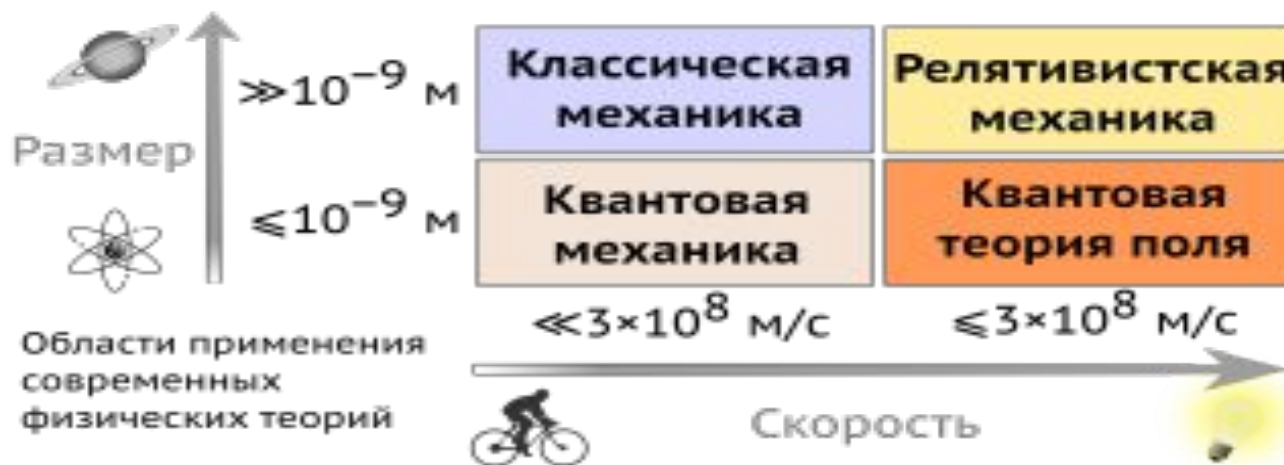 Размер
≫10⁻⁹ м
⩽10⁻⁹ м
Классическая
механика
Релятивистская
механика
Квантовая
механика
Квантовая
теория поля
≪3×10⁸ м/с
⩽3×10⁸ м/с
Области применения
современных
физических теорий
Скорость